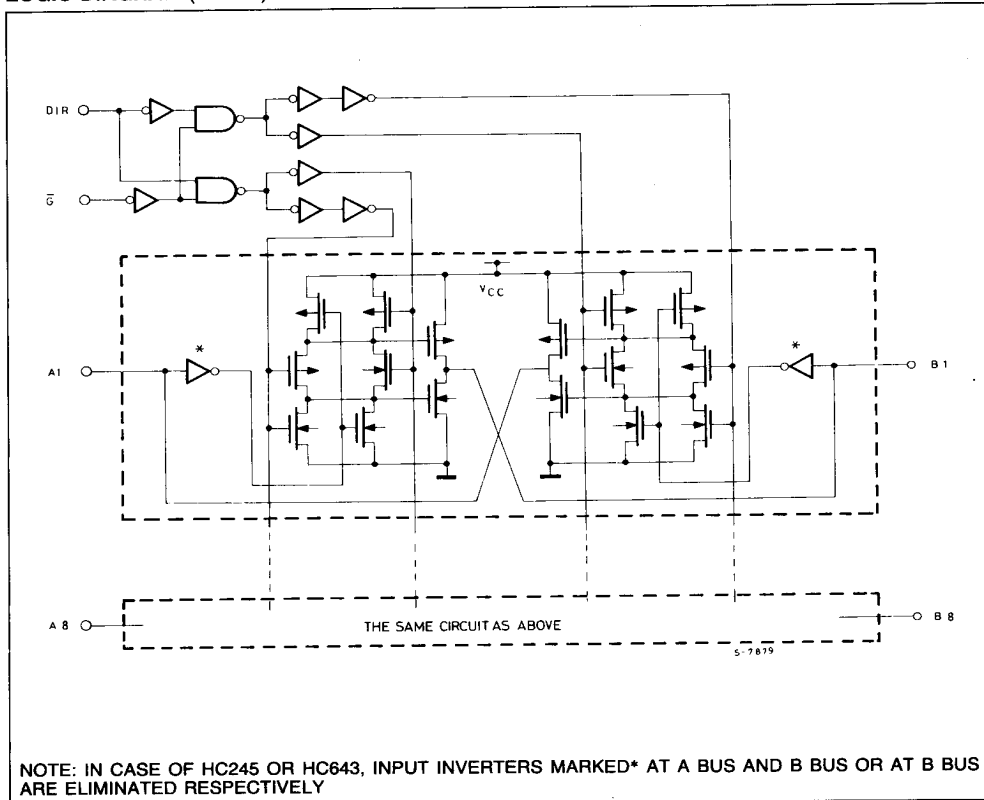 DIR
G̅
VCC
*
*
A1
B1
A8
THE SAME CIRCUIT AS ABOVE
B8
S-7879
NOTE: IN CASE OF HC245 OR HC643, INPUT INVERTERS MARKED* AT A BUS AND B BUS OR AT B BUS
ARE ELIMINATED RESPECTIVELY